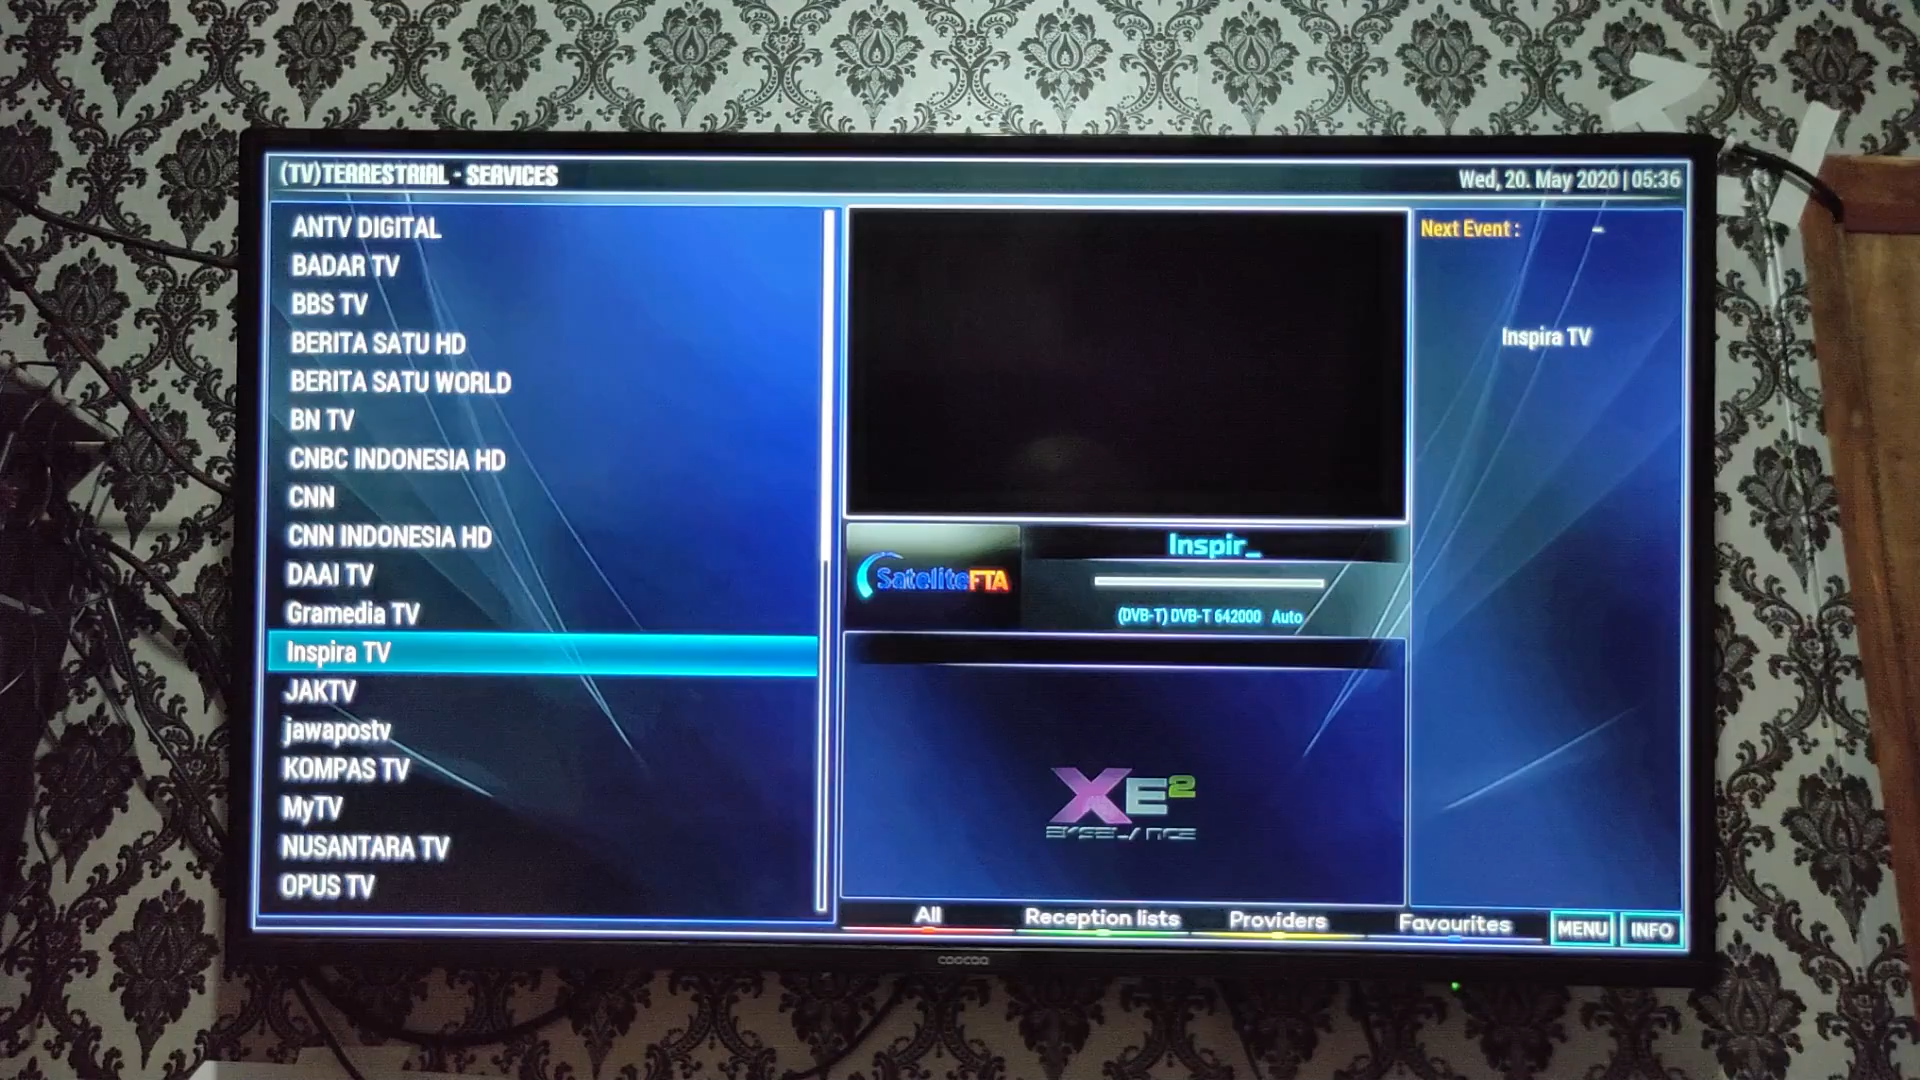 (TV)TERRESTRIAL - SERVICES
Wed, 20. May 2020 | 05:36
ANTV DIGITAL
BADAR TV
BBS TV
BERITA SATU HD
BERITA SATU WORLD
BN TV
CNBC INDONESIA HD
CNN
CNN INDONESIA HD
DAAI TV
Gramedia TV
Inspira TV
JAKTV
jawapostv
KOMPAS TV
MyTV
NUSANTARA TV
OPUS TV
Next Event : -
Inspira TV
Inspir_
SateliteFTA
(DVB-T) DVB-T 642000 Auto
XE2
All
Reception lists
Providers
Favourites
MENU
INFO
coocaa